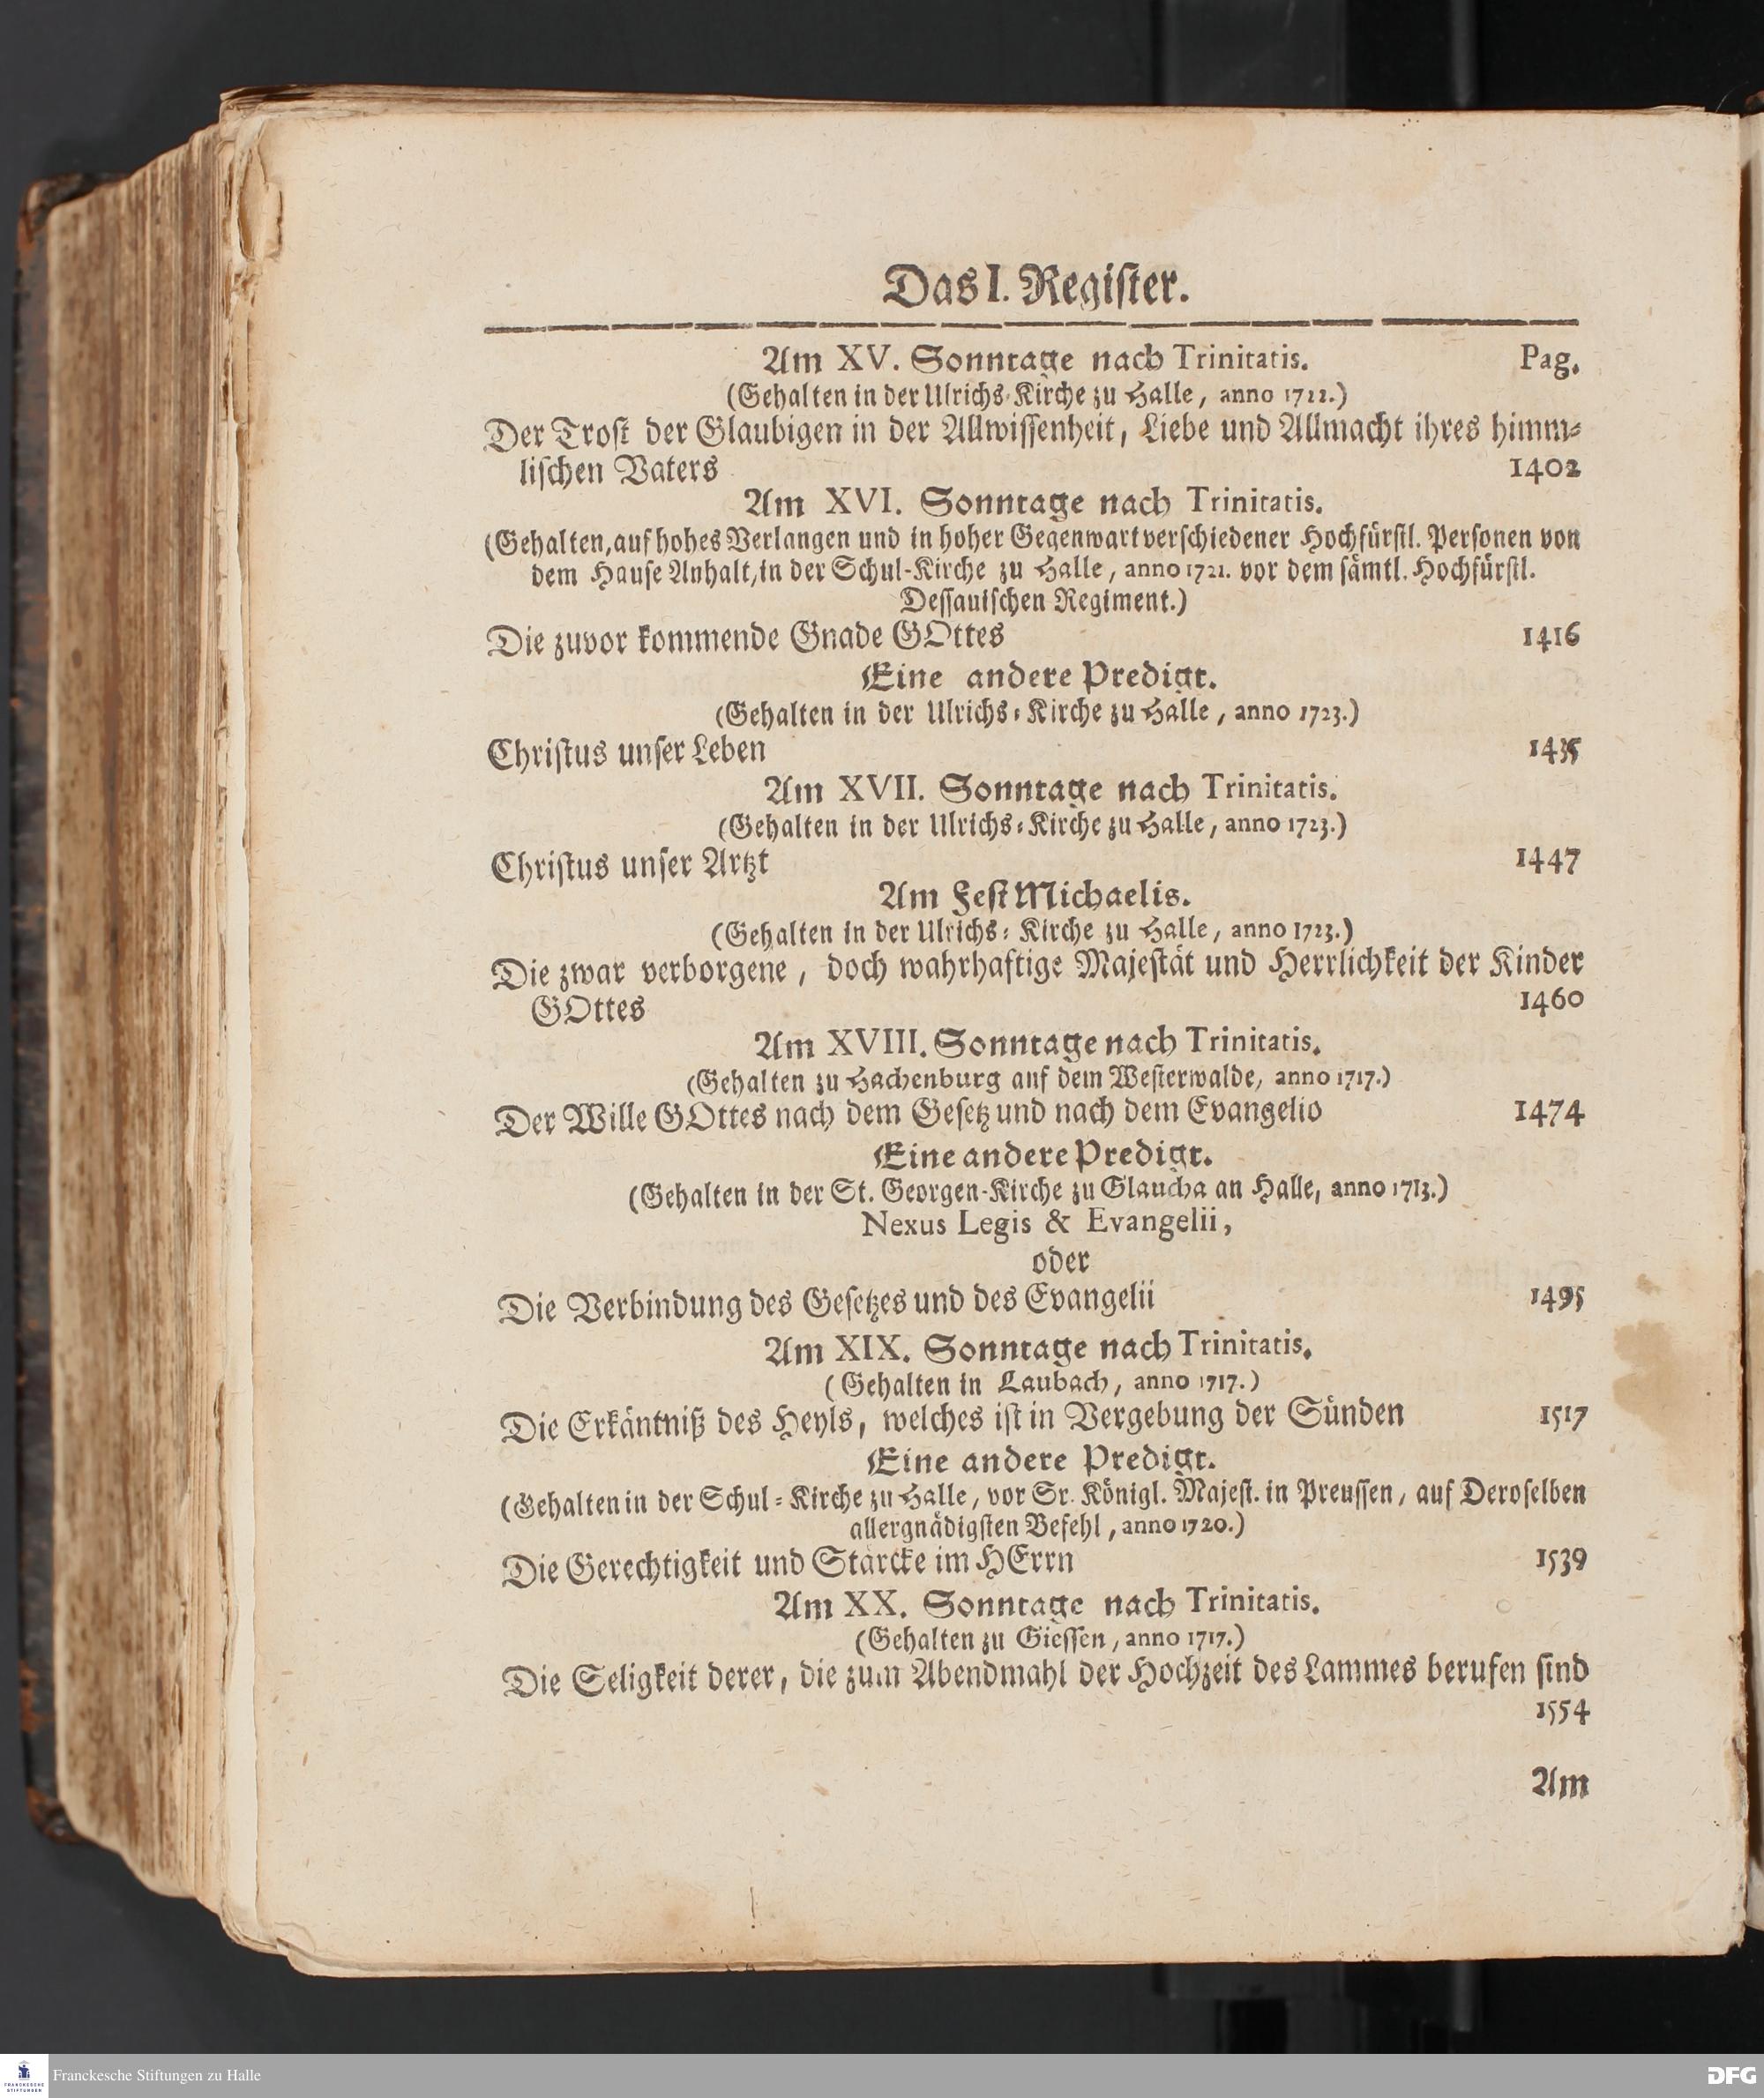 Das I. Register.
Am XV. Sonntage nach Trinitatis. Pag.
(Gehalten in der Ulrichs-Kirche zu Halle, anno 1722.)
Der Trost der Glaubigen in der Allwissenheit, Liebe und Allmacht ihres himm-
lischen Vaters 1402
Am XVI. Sonntage nach Trinitatis.
(Gehalten, auf hohes Verlangen und in hoher Gegenwart verschiedener Hochfürstl. Personen von
dem Hause Anhalt, in der Schul-Kirche zu Halle, anno 1721. vor dem sämtl. Hochfürstl.
Dessauischen Regiment.)
Die zuvor kommende Gnade GOttes 1416
Eine andere Predigt.
(Gehalten in der Ulrichs-Kirche zu Halle, anno 1723.)
Christus unser Leben 1435
Am XVII. Sonntage nach Trinitatis.
(Gehalten in der Ulrichs-Kirche zu Halle, anno 1723.)
Christus unser Artzt 1447
Am Fest Michaelis.
(Gehalten in der Ulrichs-Kirche zu Halle, anno 1723.)
Die zwar verborgene, doch wahrhaftige Majestät und Herrlichkeit der Kinder
GOttes 1460
Am XVIII. Sonntage nach Trinitatis.
(Gehalten zu Hachenburg auf dem Westerwalde, anno 1717.)
Der Wille GOttes nach dem Gesetz und nach dem Evangelio 1474
Eine andere Predigt.
(Gehalten in der St. Georgen-Kirche zu Glaucha an Halle, anno 1713.)
Nexus Legis & Evangelii,
oder
Die Verbindung des Gesetzes und des Evangelii 1495
Am XIX. Sonntage nach Trinitatis.
(Gehalten in Laubach, anno 1717.)
Die Erkäntniß des Heyls, welches ist in Vergebung der Sünden 1517
Eine andere Predigt.
(Gehalten in der Schul-Kirche zu Halle, vor Sr. Königl. Majest. in Preussen, auf Deroselben
allergnädigsten Befehl, anno 1720.)
Die Gerechtigkeit und Stärcke im HErrn 1539
Am XX. Sonntage nach Trinitatis.
(Gehalten zu Giessen, anno 1717.)
Die Seligkeit derer, die zum Abendmahl der Hochzeit des Lammes berufen sind
1554
Am
FRANCKESCHE
STIFTUNGEN
Franckesche Stiftungen zu Halle
DFG